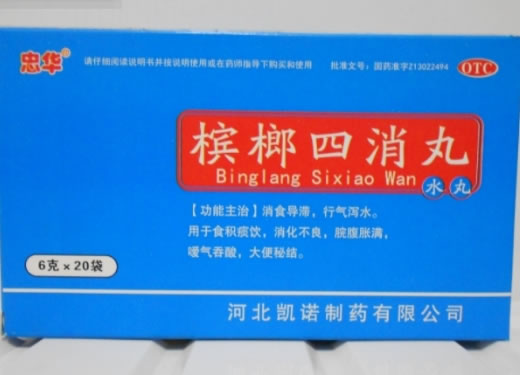 忠华®
请仔细阅读说明书并按说明使用或在药师指导下购买和使用
批准文号：国药准字Z13022494
OTC
槟榔四消丸
Binglang Sixiao Wan
水丸
【功能主治】消食导滞，行气泻水。
用于食积痰饮，消化不良，脘腹胀满，
嗳气吞酸，大便秘结。
6克×20袋
河北凯诺制药有限公司